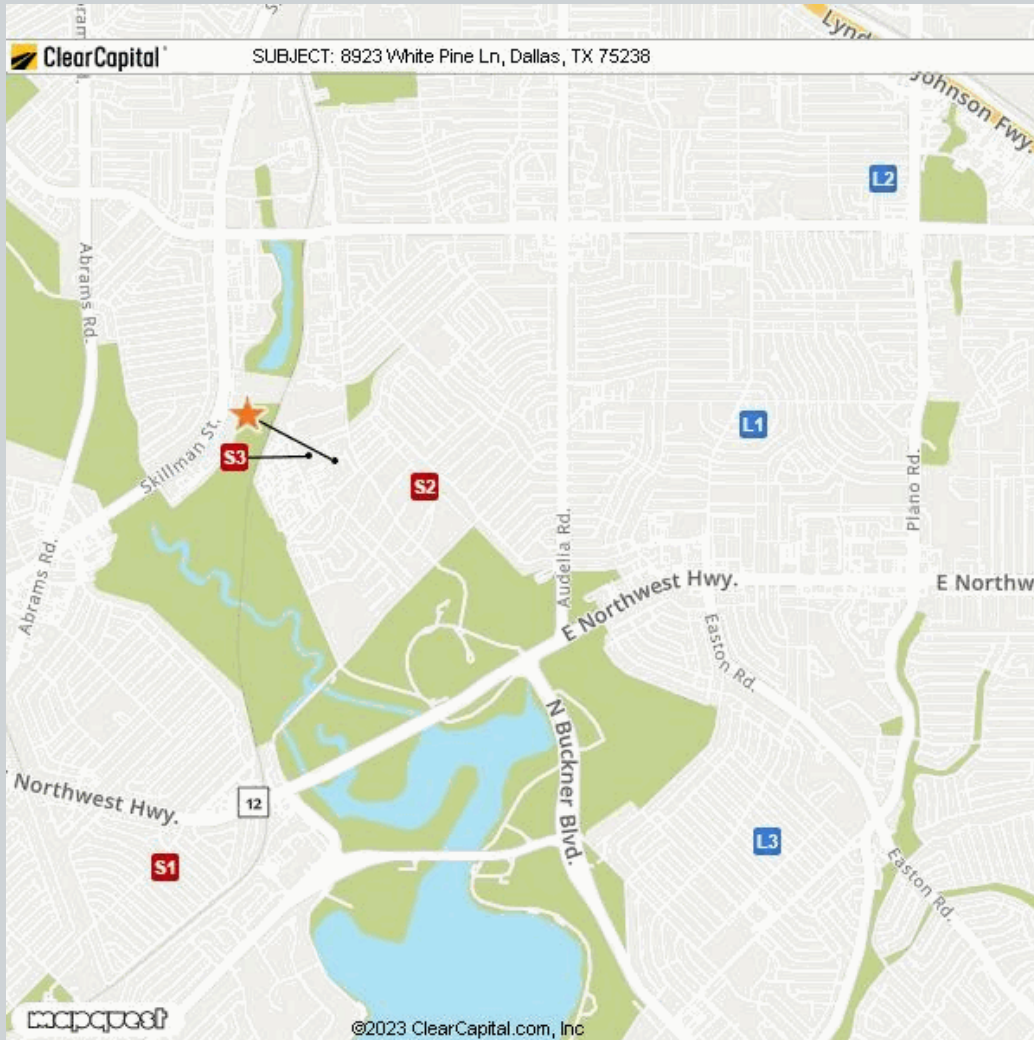 ram
S
Lynd
ClearCapital
SUBJECT: 8923 White Pine Ln, Dallas, TX 75238
Johnson Fwy.
L2
Abrams Rd.
L1
Skillman St.
S3
S2
Plano Rd.
Audelia Rd.
Abrams Rd.
E Northwest Hwy.
E Northw
Easton Rd.
N Buckner Blvd.
Northwest Hwy.
12
L3
S1
Easton Rd.
mapquest
©2023 ClearCapital.com, Inc